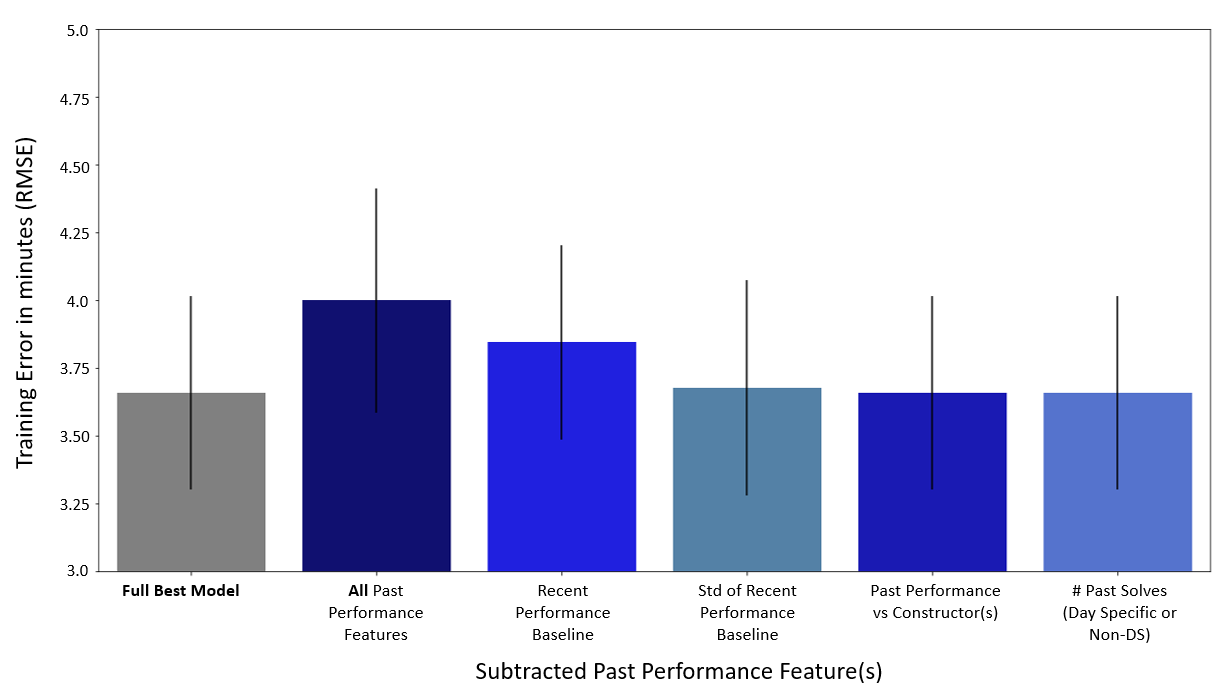 5.0
4.75
4.50
4.25
4.0
3.75
3.50
3.25
3.0
Training Error in minutes (RMSE)
Full Best Model
All Past
Performance
Features
Recent
Performance
Baseline
Std of Recent
Performance
Baseline
Past Performance
vs Constructor(s)
# Past Solves
(Day Specific or
Non-DS)
Subtracted Past Performance Feature(s)